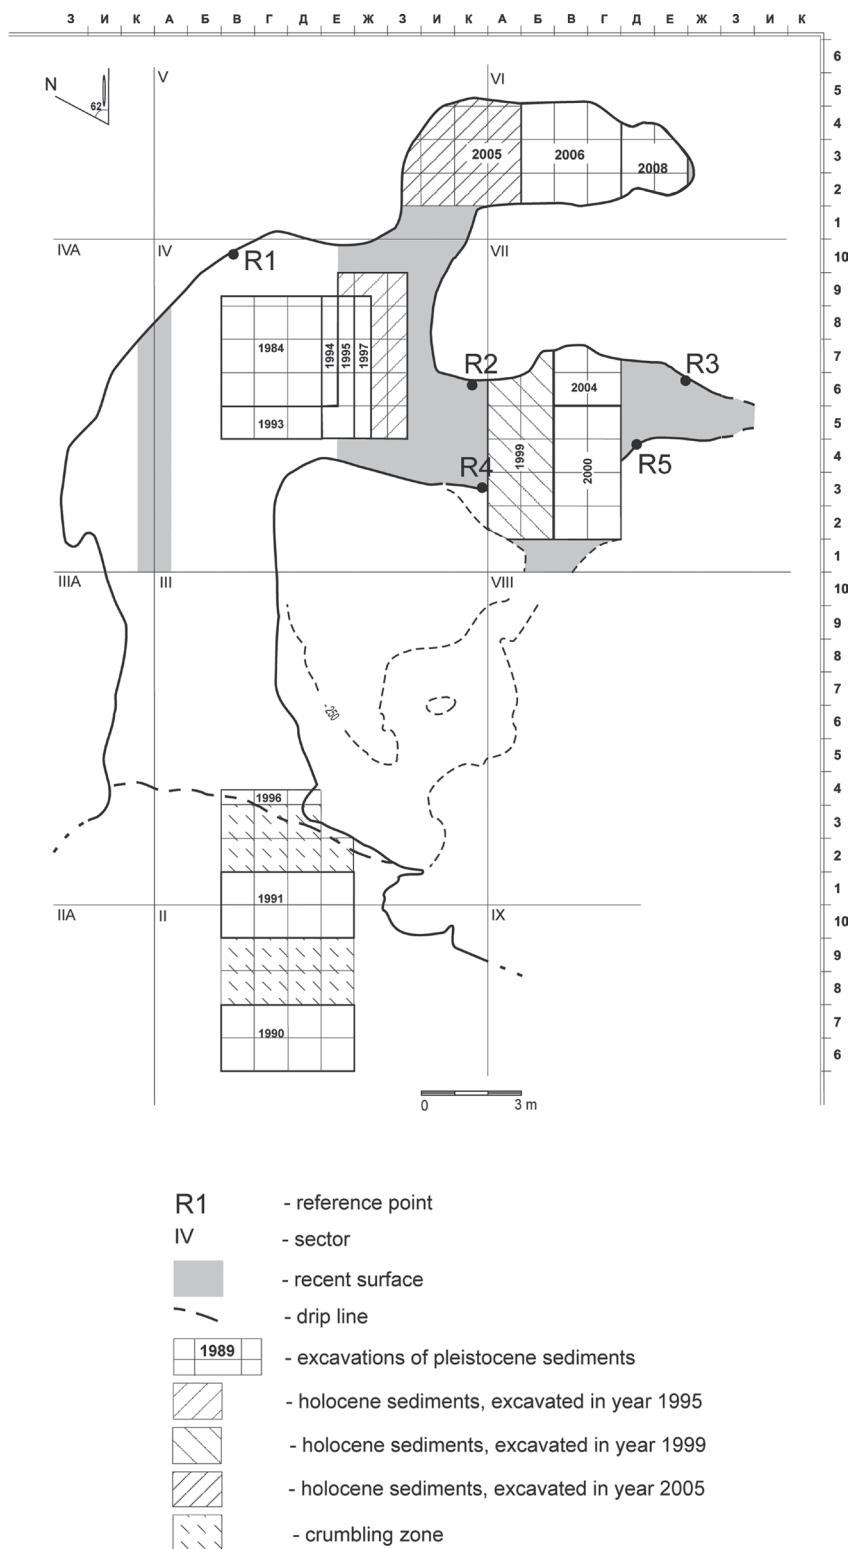 З И К А Б В Г Д Е Ж З И К А Б В Г Д Е Ж З И К
6
V VI
N 62
5
4
2005 2006 3
2008
2
1
IVA IV VII
R1 10
9
8
1984 1994 1995 1997 7
R2 R3
2004 6
1993 5
R4 1999 2000 R5 4
3
2
1
IIIA III VIII
10
9
8
7
-250
6
5
4
1996
3
2
1
1991
IIA II IX
10
9
8
1990 7
6
0 3 m
R1 - reference point
IV - sector
- recent surface
- drip line
1989 - excavations of pleistocene sediments
- holocene sediments, excavated in year 1995
- holocene sediments, excavated in year 1999
- holocene sediments, excavated in year 2005
- crumbling zone